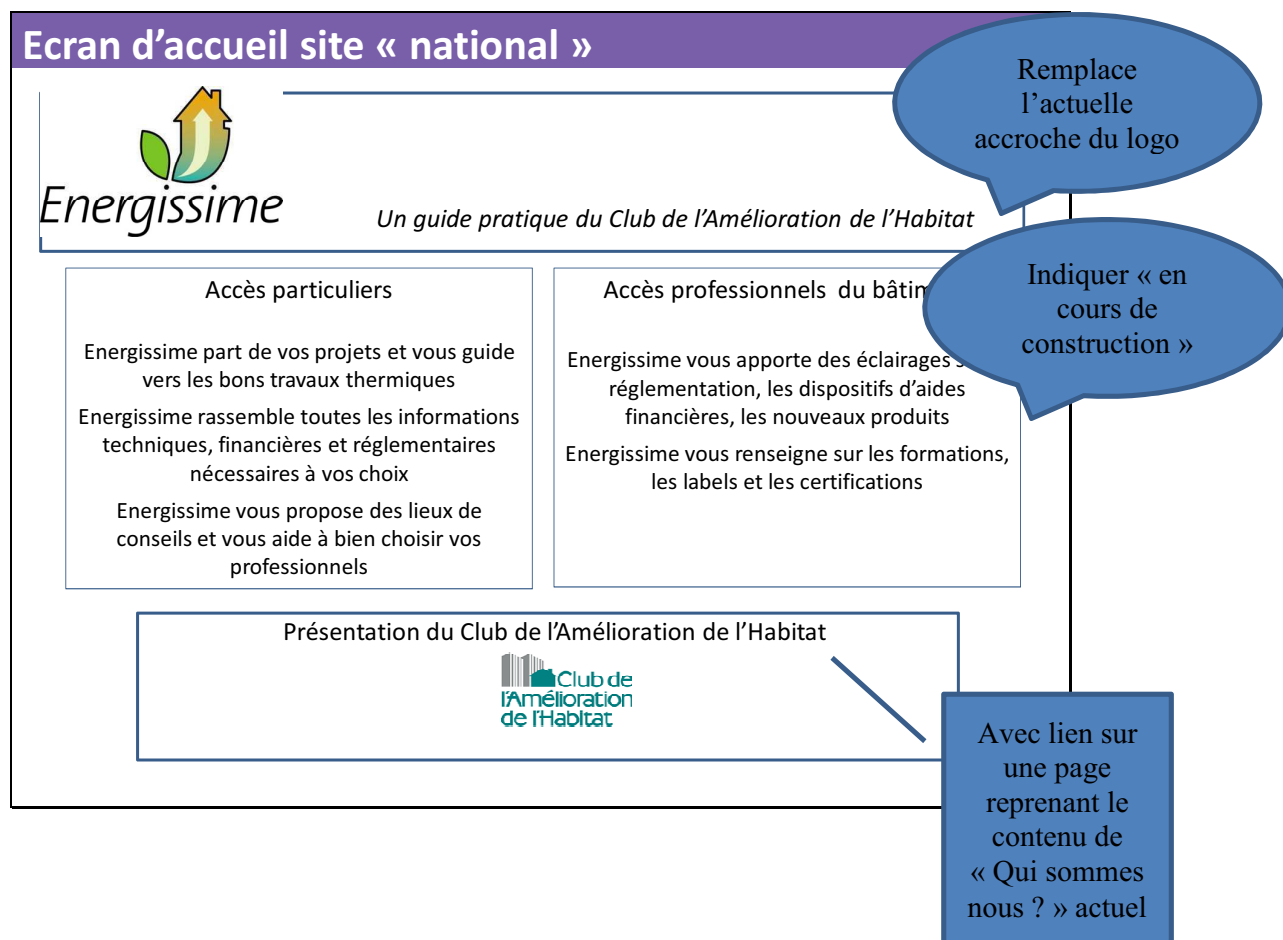 Ecran d’accueil site « national »
Remplace
l’actuelle
accroche du logo
Energissime
Un guide pratique du Club de l’Amélioration de l’Habitat
Indiquer « en
cours de
construction »
Accès particuliers
Energissime part de vos projets et vous guide
vers les bons travaux thermiques
Energissime rassemble toutes les informations
techniques, financières et réglementaires
nécessaires à vos choix
Energissime vous propose des lieux de
conseils et vous aide à bien choisir vos
professionnels
Accès professionnels du
Energissime vous apporte des éclairages
réglementation, les dispositifs d’aides
financières, les nouveaux produits
Energissime vous renseigne sur les formations,
les labels et les certifications
Présentation du Club de l’Amélioration de l’Habitat
Club de
l’Amélioration
de l’Habitat
Avec lien sur
une page
reprenant le
contenu de
« Qui sommes
nous ? » actuel